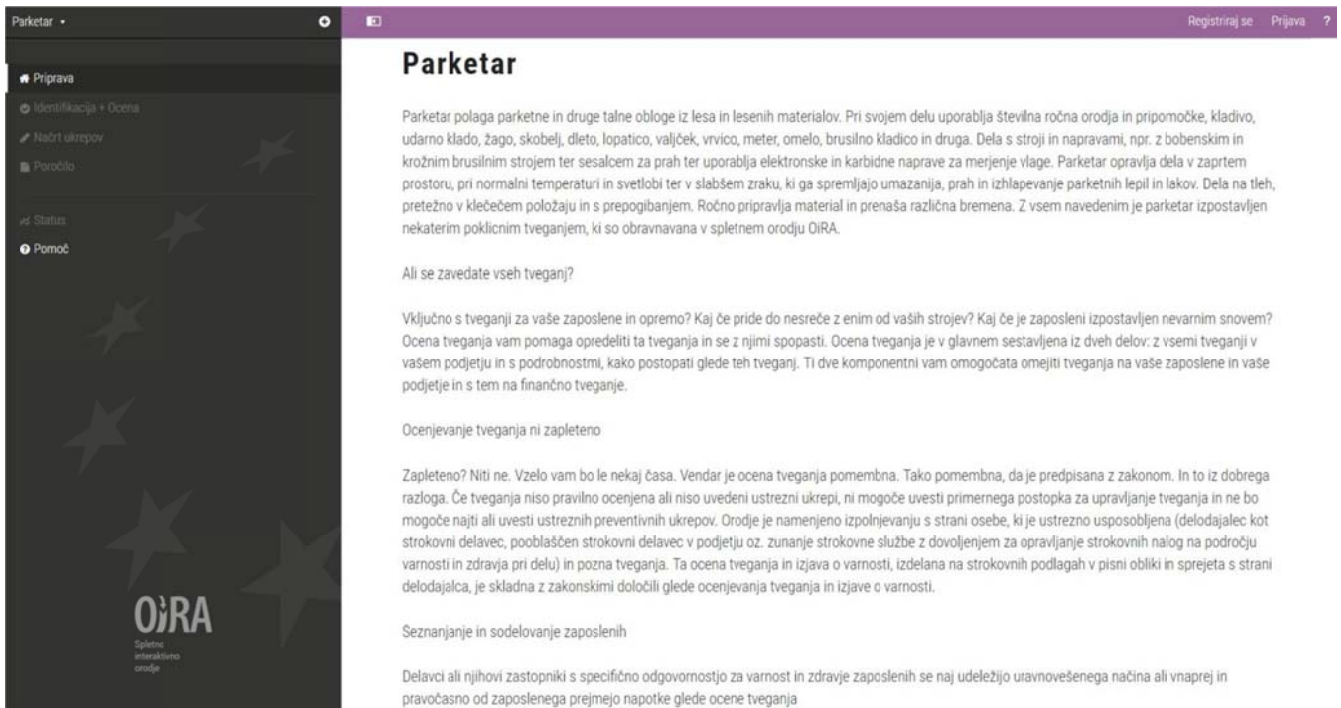 Parketar
Registriraj se Prijava ?
Priprava
Identifikacija + Ocena
Načrt ukrepov
Poročilo
Status
Pomoč
OiRA
Spletno
interaktivno
orodje
Parketar
Parketar polaga parketne in druge talne obloge iz lesa in lesenih materialov. Pri svojem delu uporablja številna ročna orodja in pripomočke, kladivo,
udarno klado, žago, skobelj, dleto, lopatico, valjček, vrvico, meter, omelo, brusilno kladico in druga. Dela s stroji in napravami, npr. z bobenskim in
krožnim brusilnim strojem ter sesalcem za prah ter uporablja elektronske in karbidne naprave za merjenje vlage. Parketar opravlja dela v zaprtem
prostoru, pri normalni temperaturi in svetlobi ter v slabšem zraku, ki ga spremljajo umazanija, prah in izhlapevanje parketnih lepil in lakov. Dela na tleh,
pretežno v klečečem položaju in s prepogibanjem. Ročno pripravlja material in prenaša različna bremena. Z vsem navedenim je parketar izpostavljen
nekaterim poklicnim tveganjem, ki so obravnavana v spletnem orodju OiRA.
Ali se zavedate vseh tveganj?
Vključno s tveganji za vaše zaposlene in opremo? Kaj če pride do nesreče z enim od vaših strojev? Kaj če je zaposleni izpostavljen nevarnim snovem?
Ocena tveganja vam pomaga opredeliti ta tveganja in se z njimi spopasti. Ocena tveganja je v glavnem sestavljena iz dveh delov: z vsemi tveganji v
vašem podjetju in s podrobnostmi, kako postopati glede teh tveganj. Ti dve komponentni vam omogočata omejiti tveganja na vaše zaposlene in vaše
podjetje in s tem na finančno tveganje.
Ocenjevanje tveganja ni zapleteno
Zapleteno? Niti ne. Vzelo vam bo le nekaj časa. Vendar je ocena tveganja pomembna. Tako pomembna, da je predpisana z zakonom. In to iz dobrega
razloga. Če tveganja niso pravilno ocenjena ali niso uvedeni ustrezni ukrepi, ni mogoče uvesti primernega postopka za upravljanje tveganja in ne bo
mogoče najti ali uvesti ustreznih preventivnih ukrepov. Orodje je namenjeno izpolnjevanju s strani osebe, ki je ustrezno usposobljena (delodajalec kot
strokovni delavec, pooblaščen strokovni delavec v podjetju oz. zunanje strokovne službe z dovoljenjem za opravljanje strokovnih nalog na področju
varnosti in zdravja pri delu) in pozna tveganja. Ta ocena tveganja in izjava o varnosti, izdelana na strokovnih podlagah v pisni obliki in sprejeta s strani
delodajalca, je skladna z zakonskimi določili glede ocenjevanja tveganja in izjave o varnosti.
Seznanjanje in sodelovanje zaposlenih
Delavci ali njihovi zastopniki s specifično odgovornostjo za varnost in zdravje zaposlenih se naj udeležijo uravnovešenega načina ali vnaprej in
pravočasno od zaposlenega prejmejo napotke glede ocene tveganja